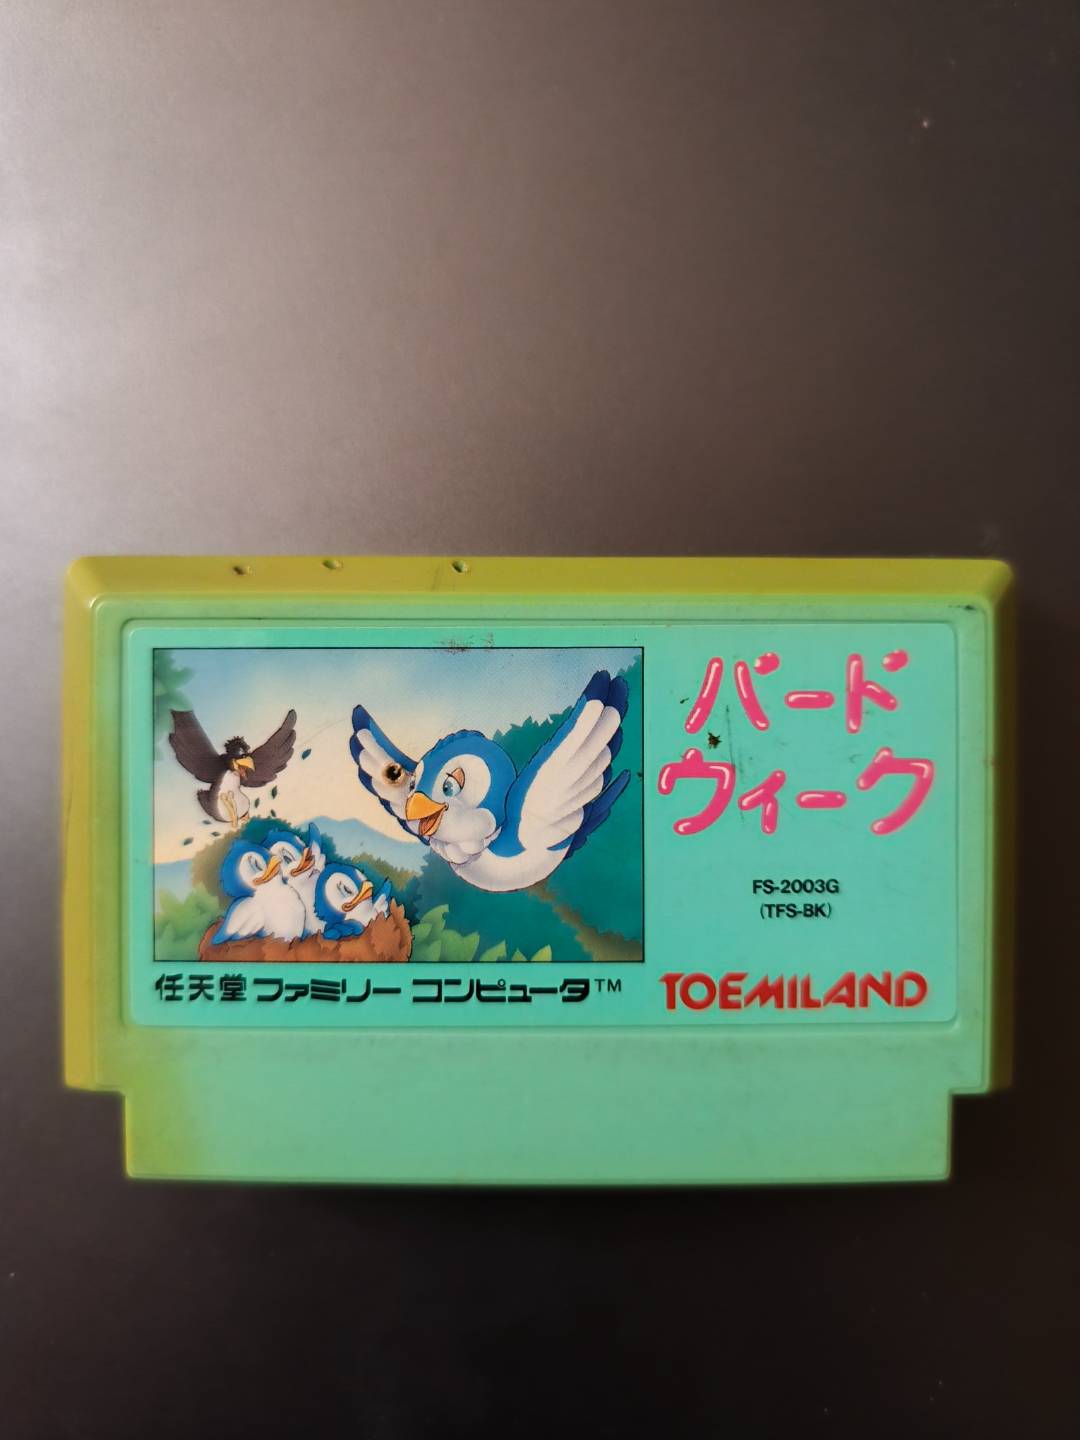 バード
ウィーク
FS-2003G
(TFS-BK)
任天堂 ファミリー コンピュータ™
TOEMILAND